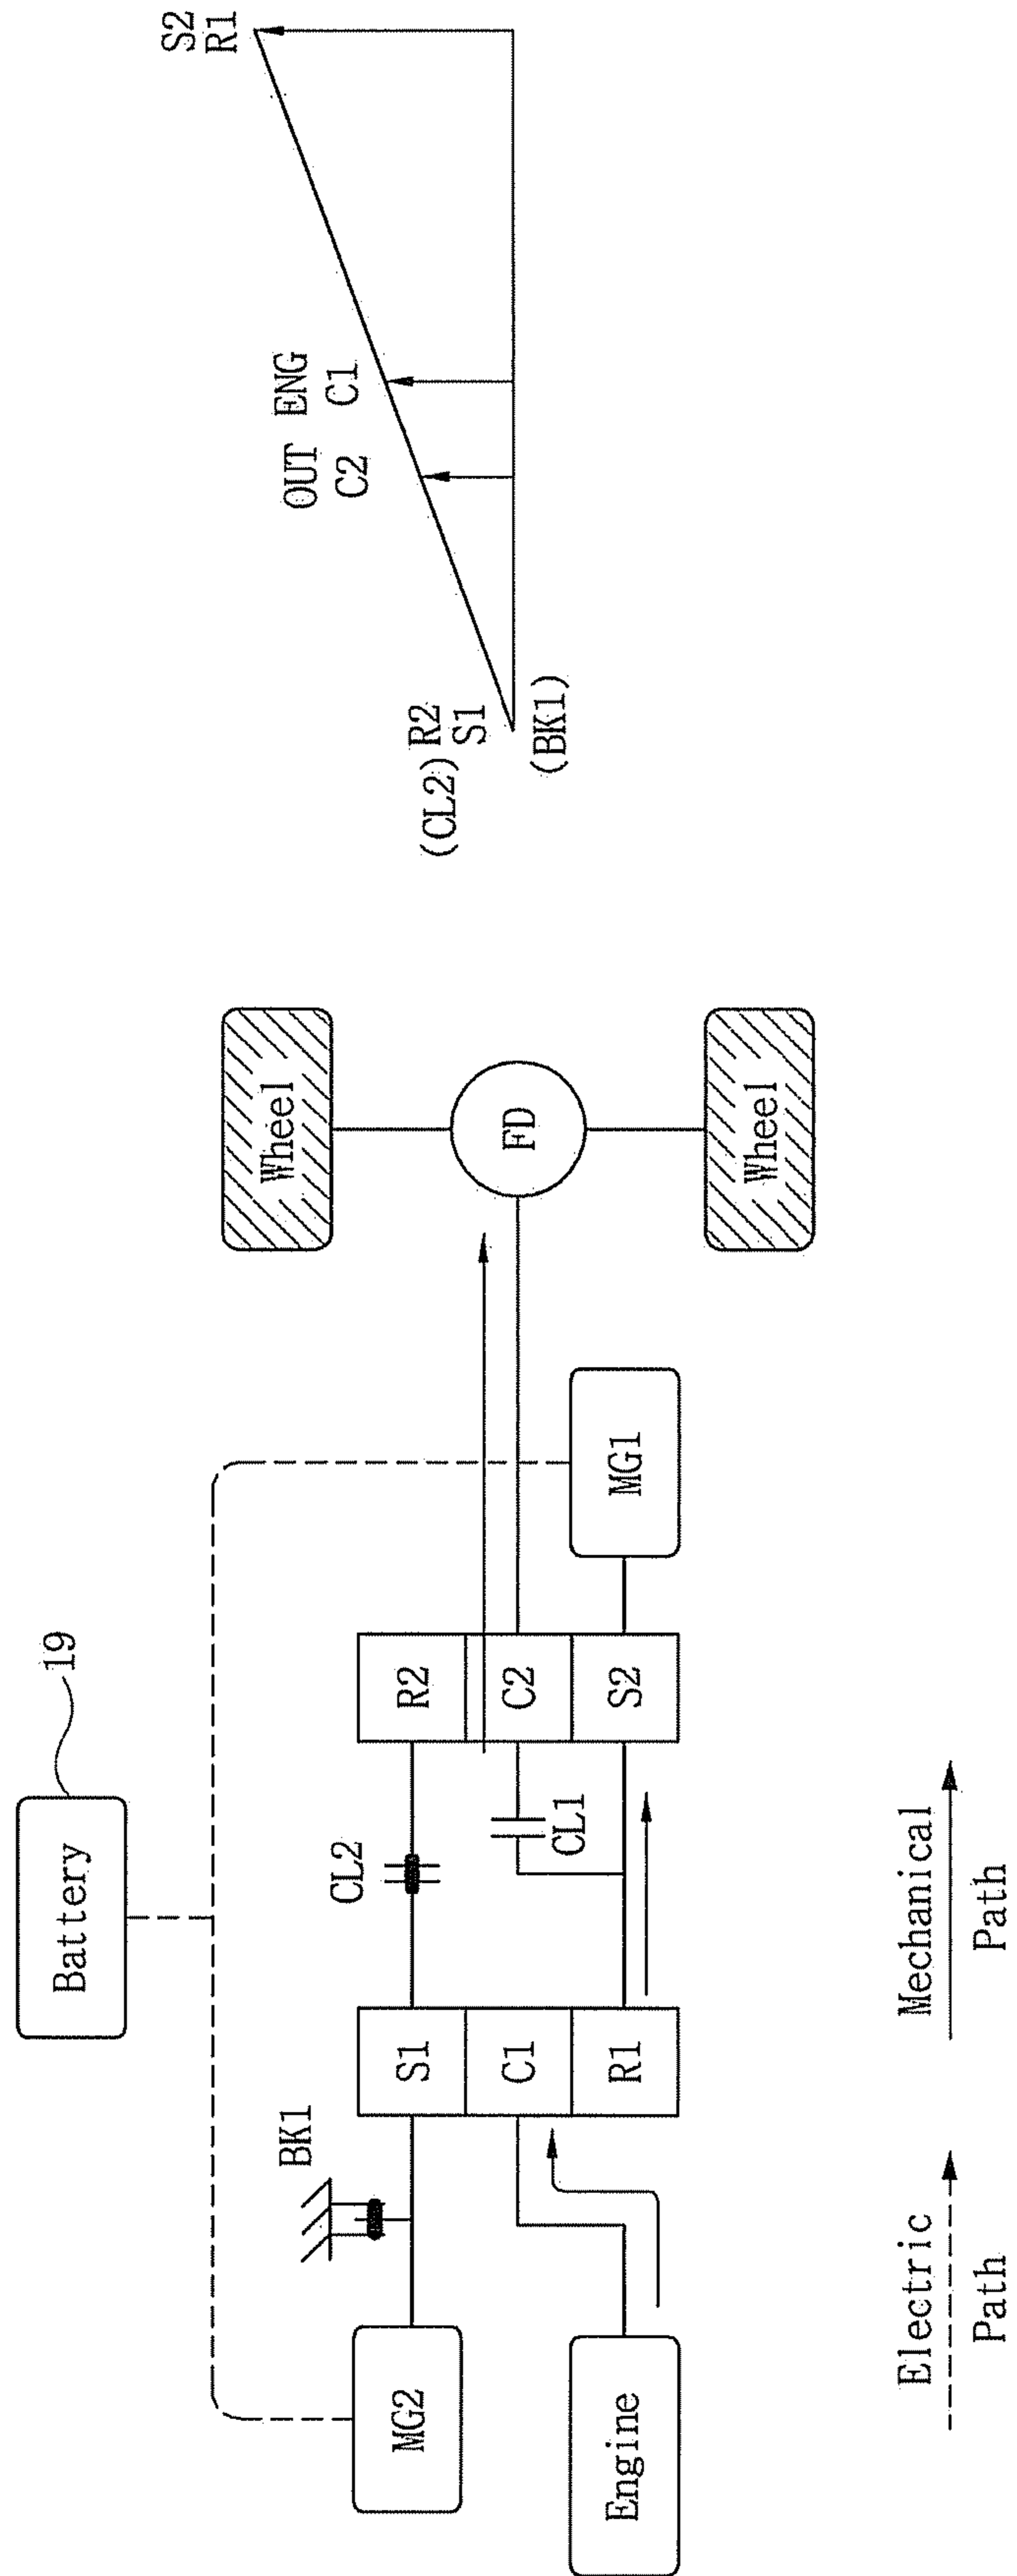 Battery
19
MG2
BK1
CL2
S1
C1
R1
CL1
R2
C2
S2
Engine
MG1
Wheel
FD
Wheel
Electric
Path
Mechanical
Path
S2
R1
OUT ENG
C2 C1
(CL2) R2
S1
(BK1)